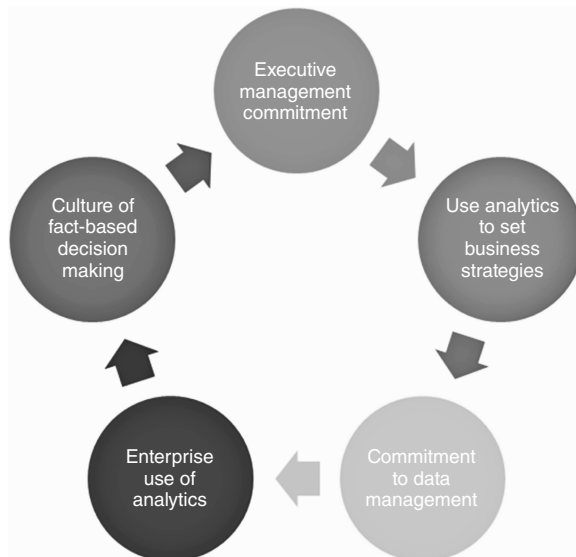 Executive
management
commitment
Use analytics
to set
business
strategies
Commitment
to data
management
Enterprise
use of
analytics
Culture of
fact-based
decision
making